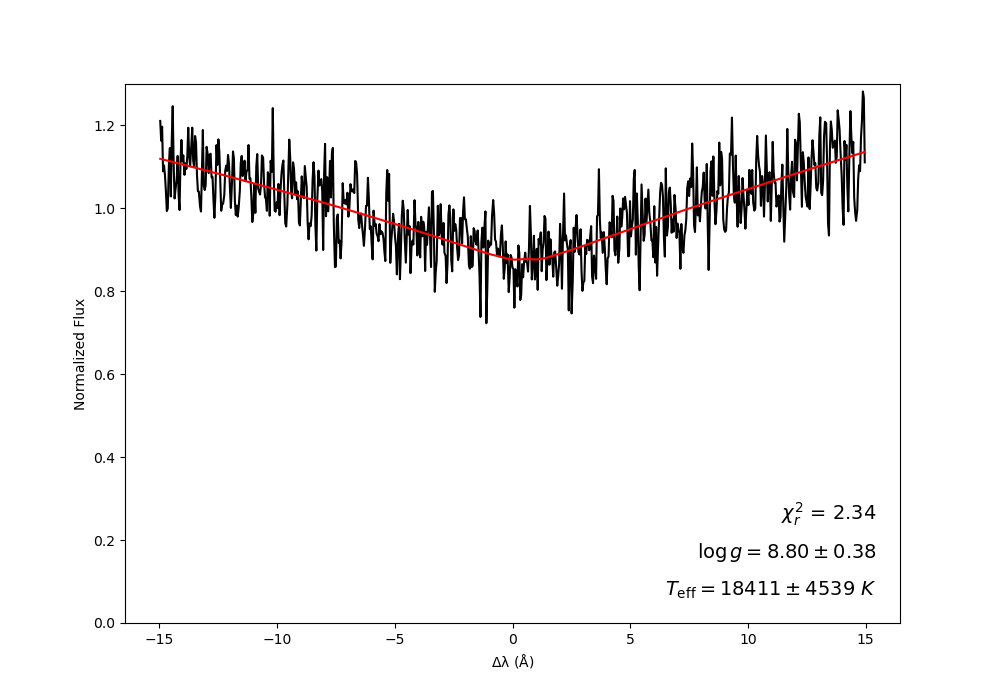 1.2
1.0
0.8
0.6
0.4
0.2
0.0
Normalized Flux
χ²ᵣ = 2.34
log g = 8.80 ± 0.38
T_eff = 18411 ± 4539 K
−15 −10 −5 0 5 10 15
Δλ (Å)